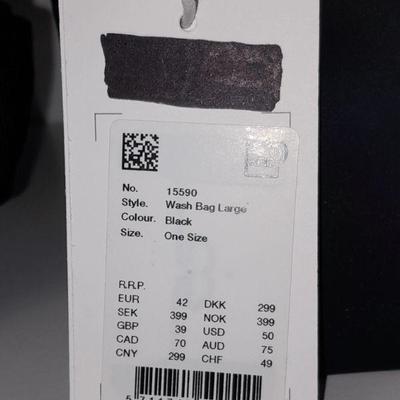 No. 15590
Style. Wash Bag Large
Colour. Black
Size. One Size
R.R.P.
EUR 42 DKK 299
SEK 399 NOK 399
GBP 39 USD 50
CAD 70 AUD 75
CNY 299 CHF 49